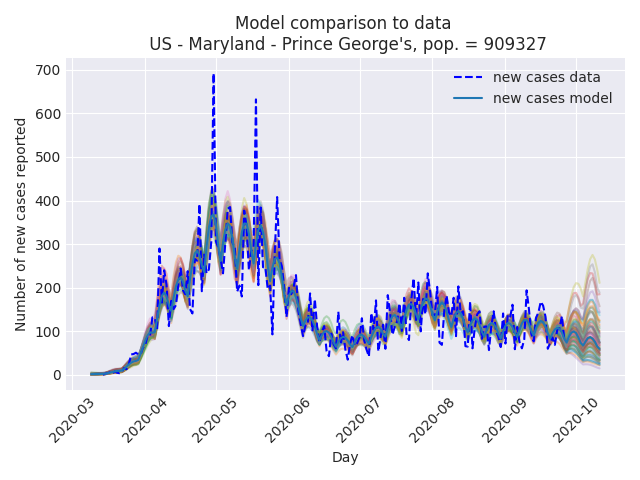 Model comparison to data
US - Maryland - Prince George's, pop. = 909327
new cases data
new cases model
Number of new cases reported
700
600
500
400
300
200
100
0
2020-03
2020-04
2020-05
2020-06
2020-07
2020-08
2020-09
2020-10
Day